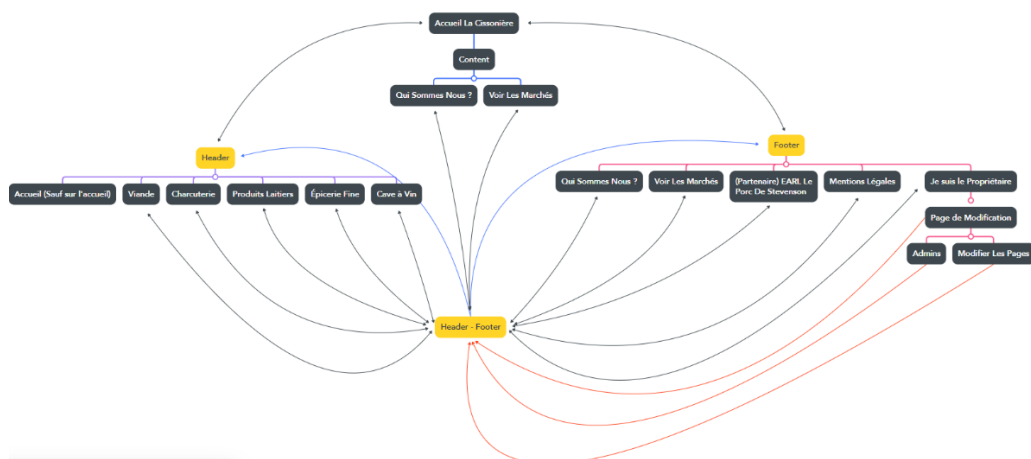 Accueil La Cissonière
Content
Qui Sommes Nous ?
Voir Les Marchés
Header
Footer
Accueil (Sauf sur l'accueil)
Viande
Charcuterie
Produits Laitiers
Épicerie Fine
Cave à Vin
Qui Sommes Nous ?
Voir Les Marchés
(Partenaire) EARL Le
Porc De Stevenson
Mentions Légales
Je suis le Propriétaire
Page de Modification
Admins
Modifier Les Pages
Header - Footer